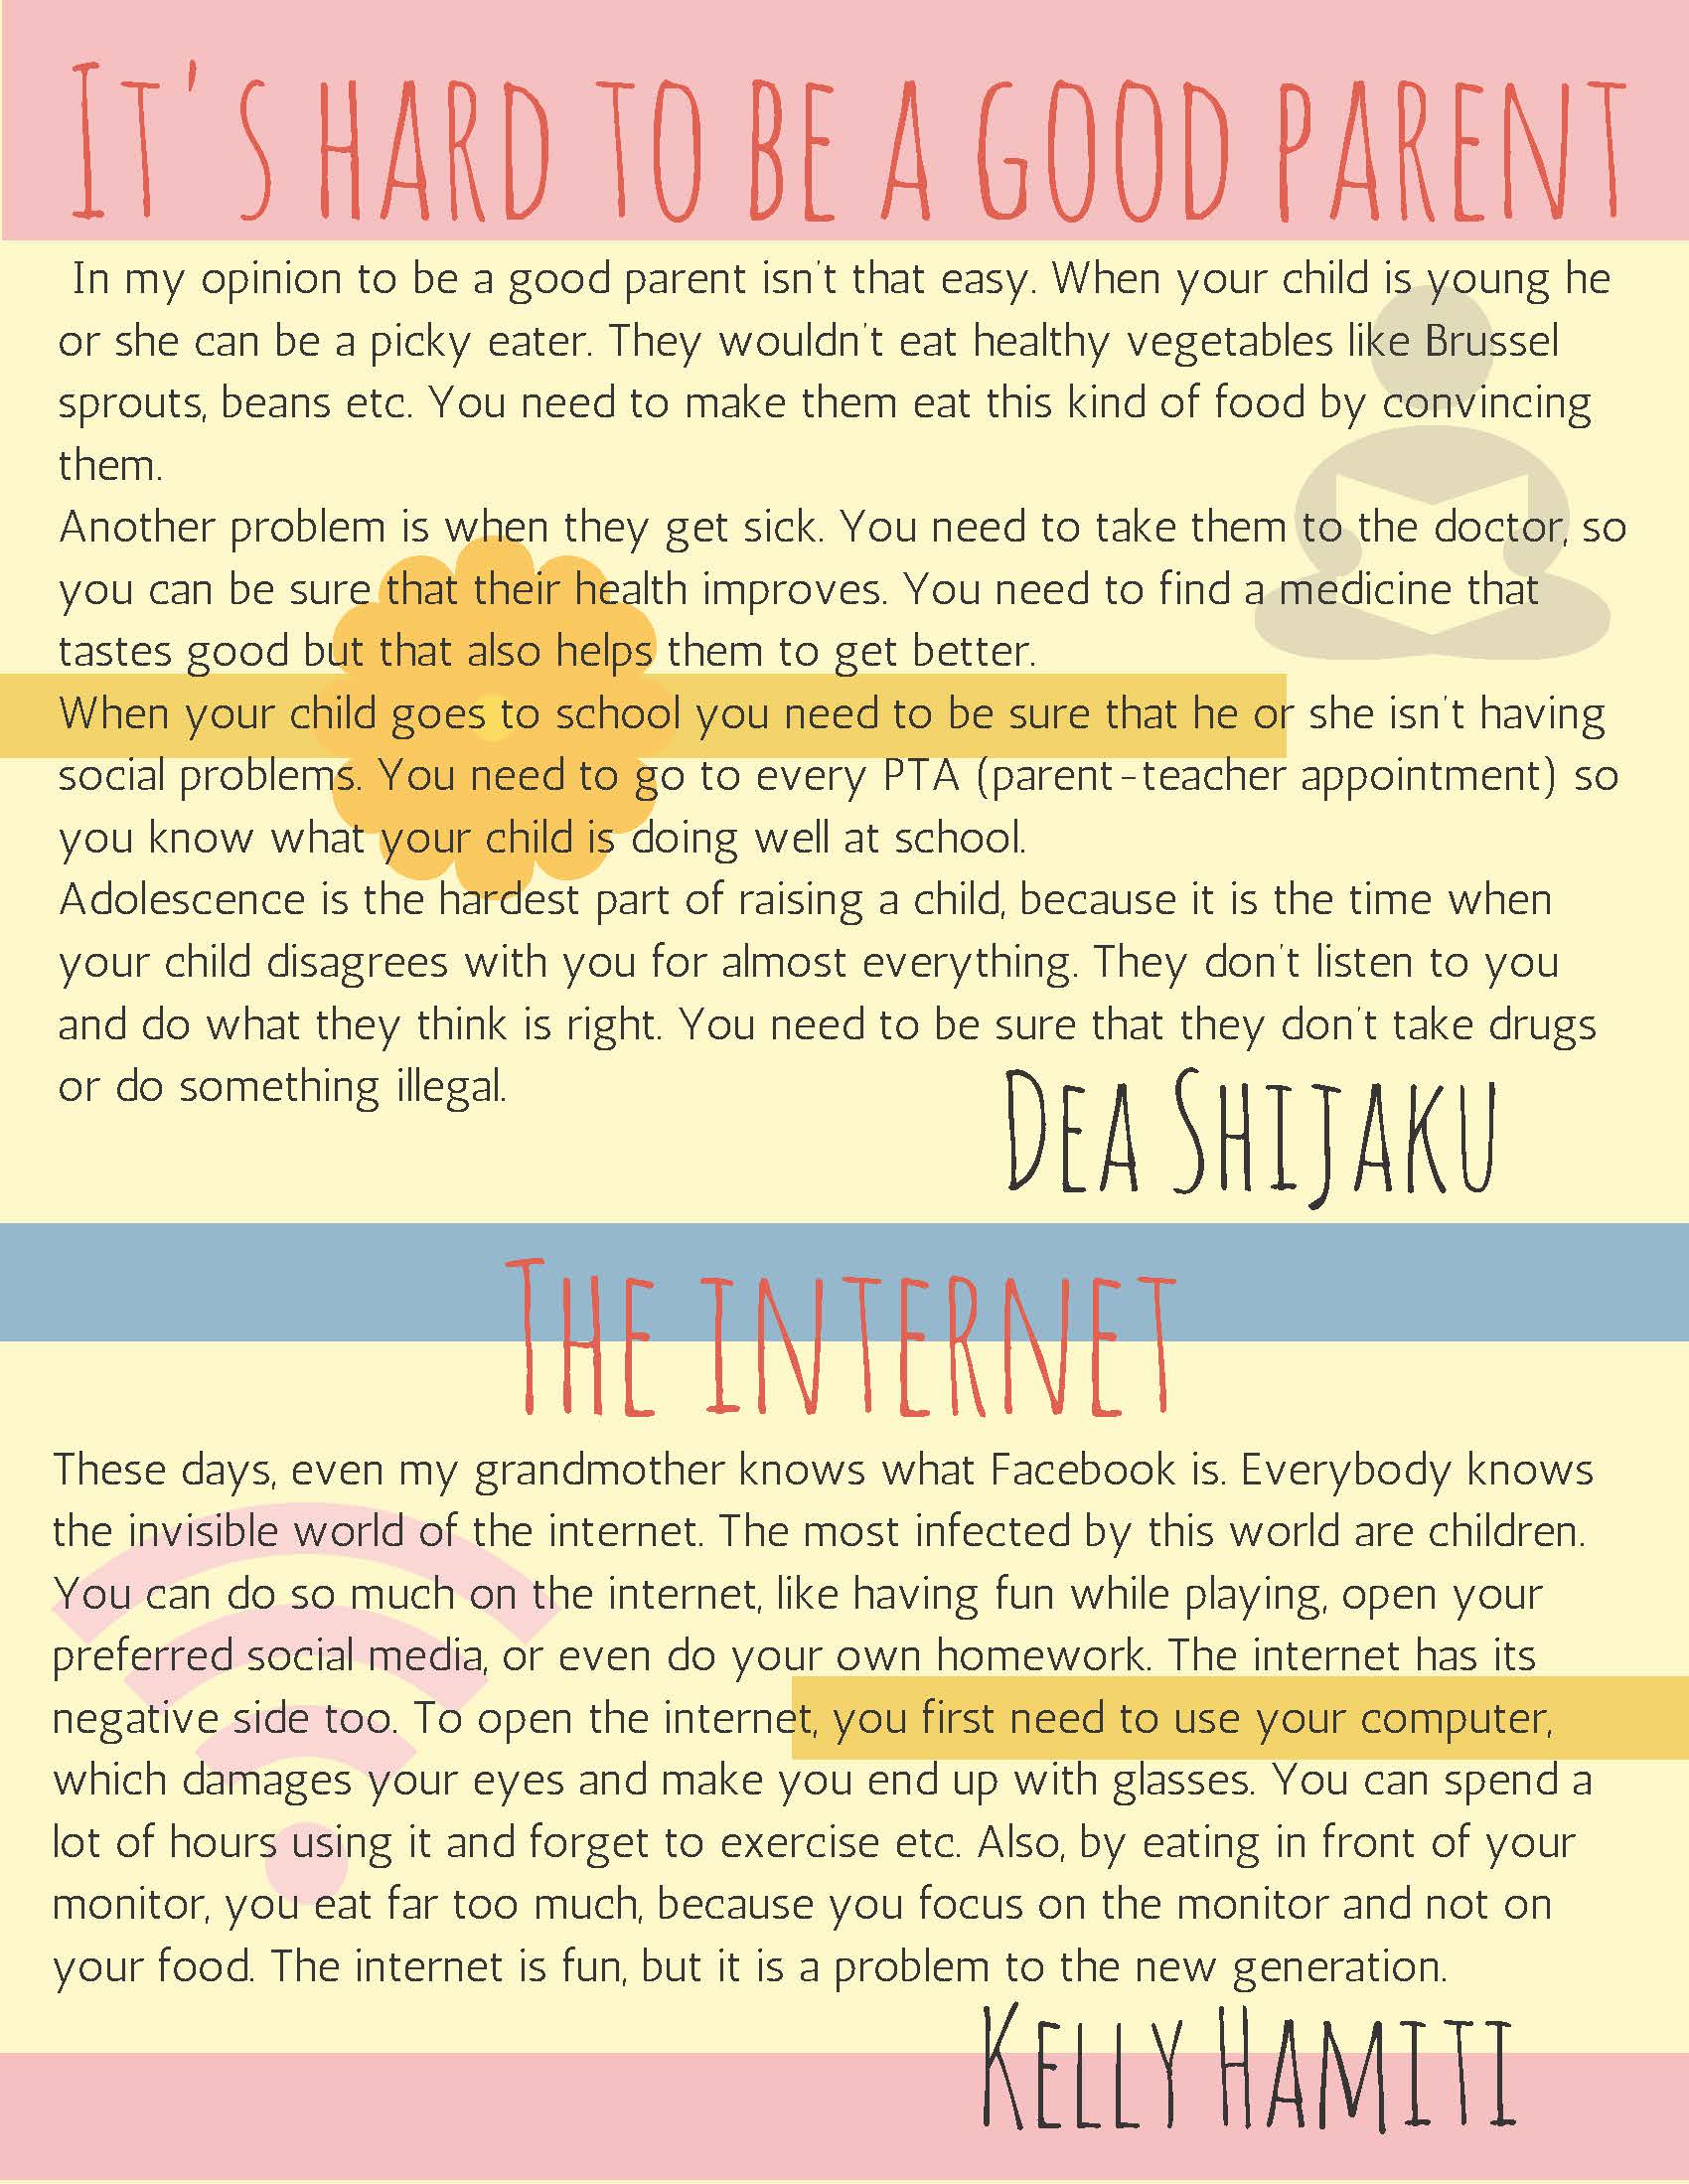 It's hard to be a good parent
In my opinion to be a good parent isn't that easy. When your child is young he
or she can be a picky eater. They wouldn't eat healthy vegetables like Brussel
sprouts, beans etc. You need to make them eat this kind of food by convincing
them.
Another problem is when they get sick. You need to take them to the doctor, so
you can be sure that their health improves. You need to find a medicine that
tastes good but that also helps them to get better.
When your child goes to school you need to be sure that he or she isn't having
social problems. You need to go to every PTA (parent-teacher appointment) so
you know what your child is doing well at school.
Adolescence is the hardest part of raising a child, because it is the time when
your child disagrees with you for almost everything. They don't listen to you
and do what they think is right. You need to be sure that they don't take drugs
or do something illegal.
Dea Shijaku
The internet
These days, even my grandmother knows what Facebook is. Everybody knows
the invisible world of the internet. The most infected by this world are children.
You can do so much on the internet, like having fun while playing, open your
preferred social media, or even do your own homework. The internet has its
negative side too. To open the internet, you first need to use your computer,
which damages your eyes and make you end up with glasses. You can spend a
lot of hours using it and forget to exercise etc. Also, by eating in front of your
monitor, you eat far too much, because you focus on the monitor and not on
your food. The internet is fun, but it is a problem to the new generation.
Kelly Hamiti